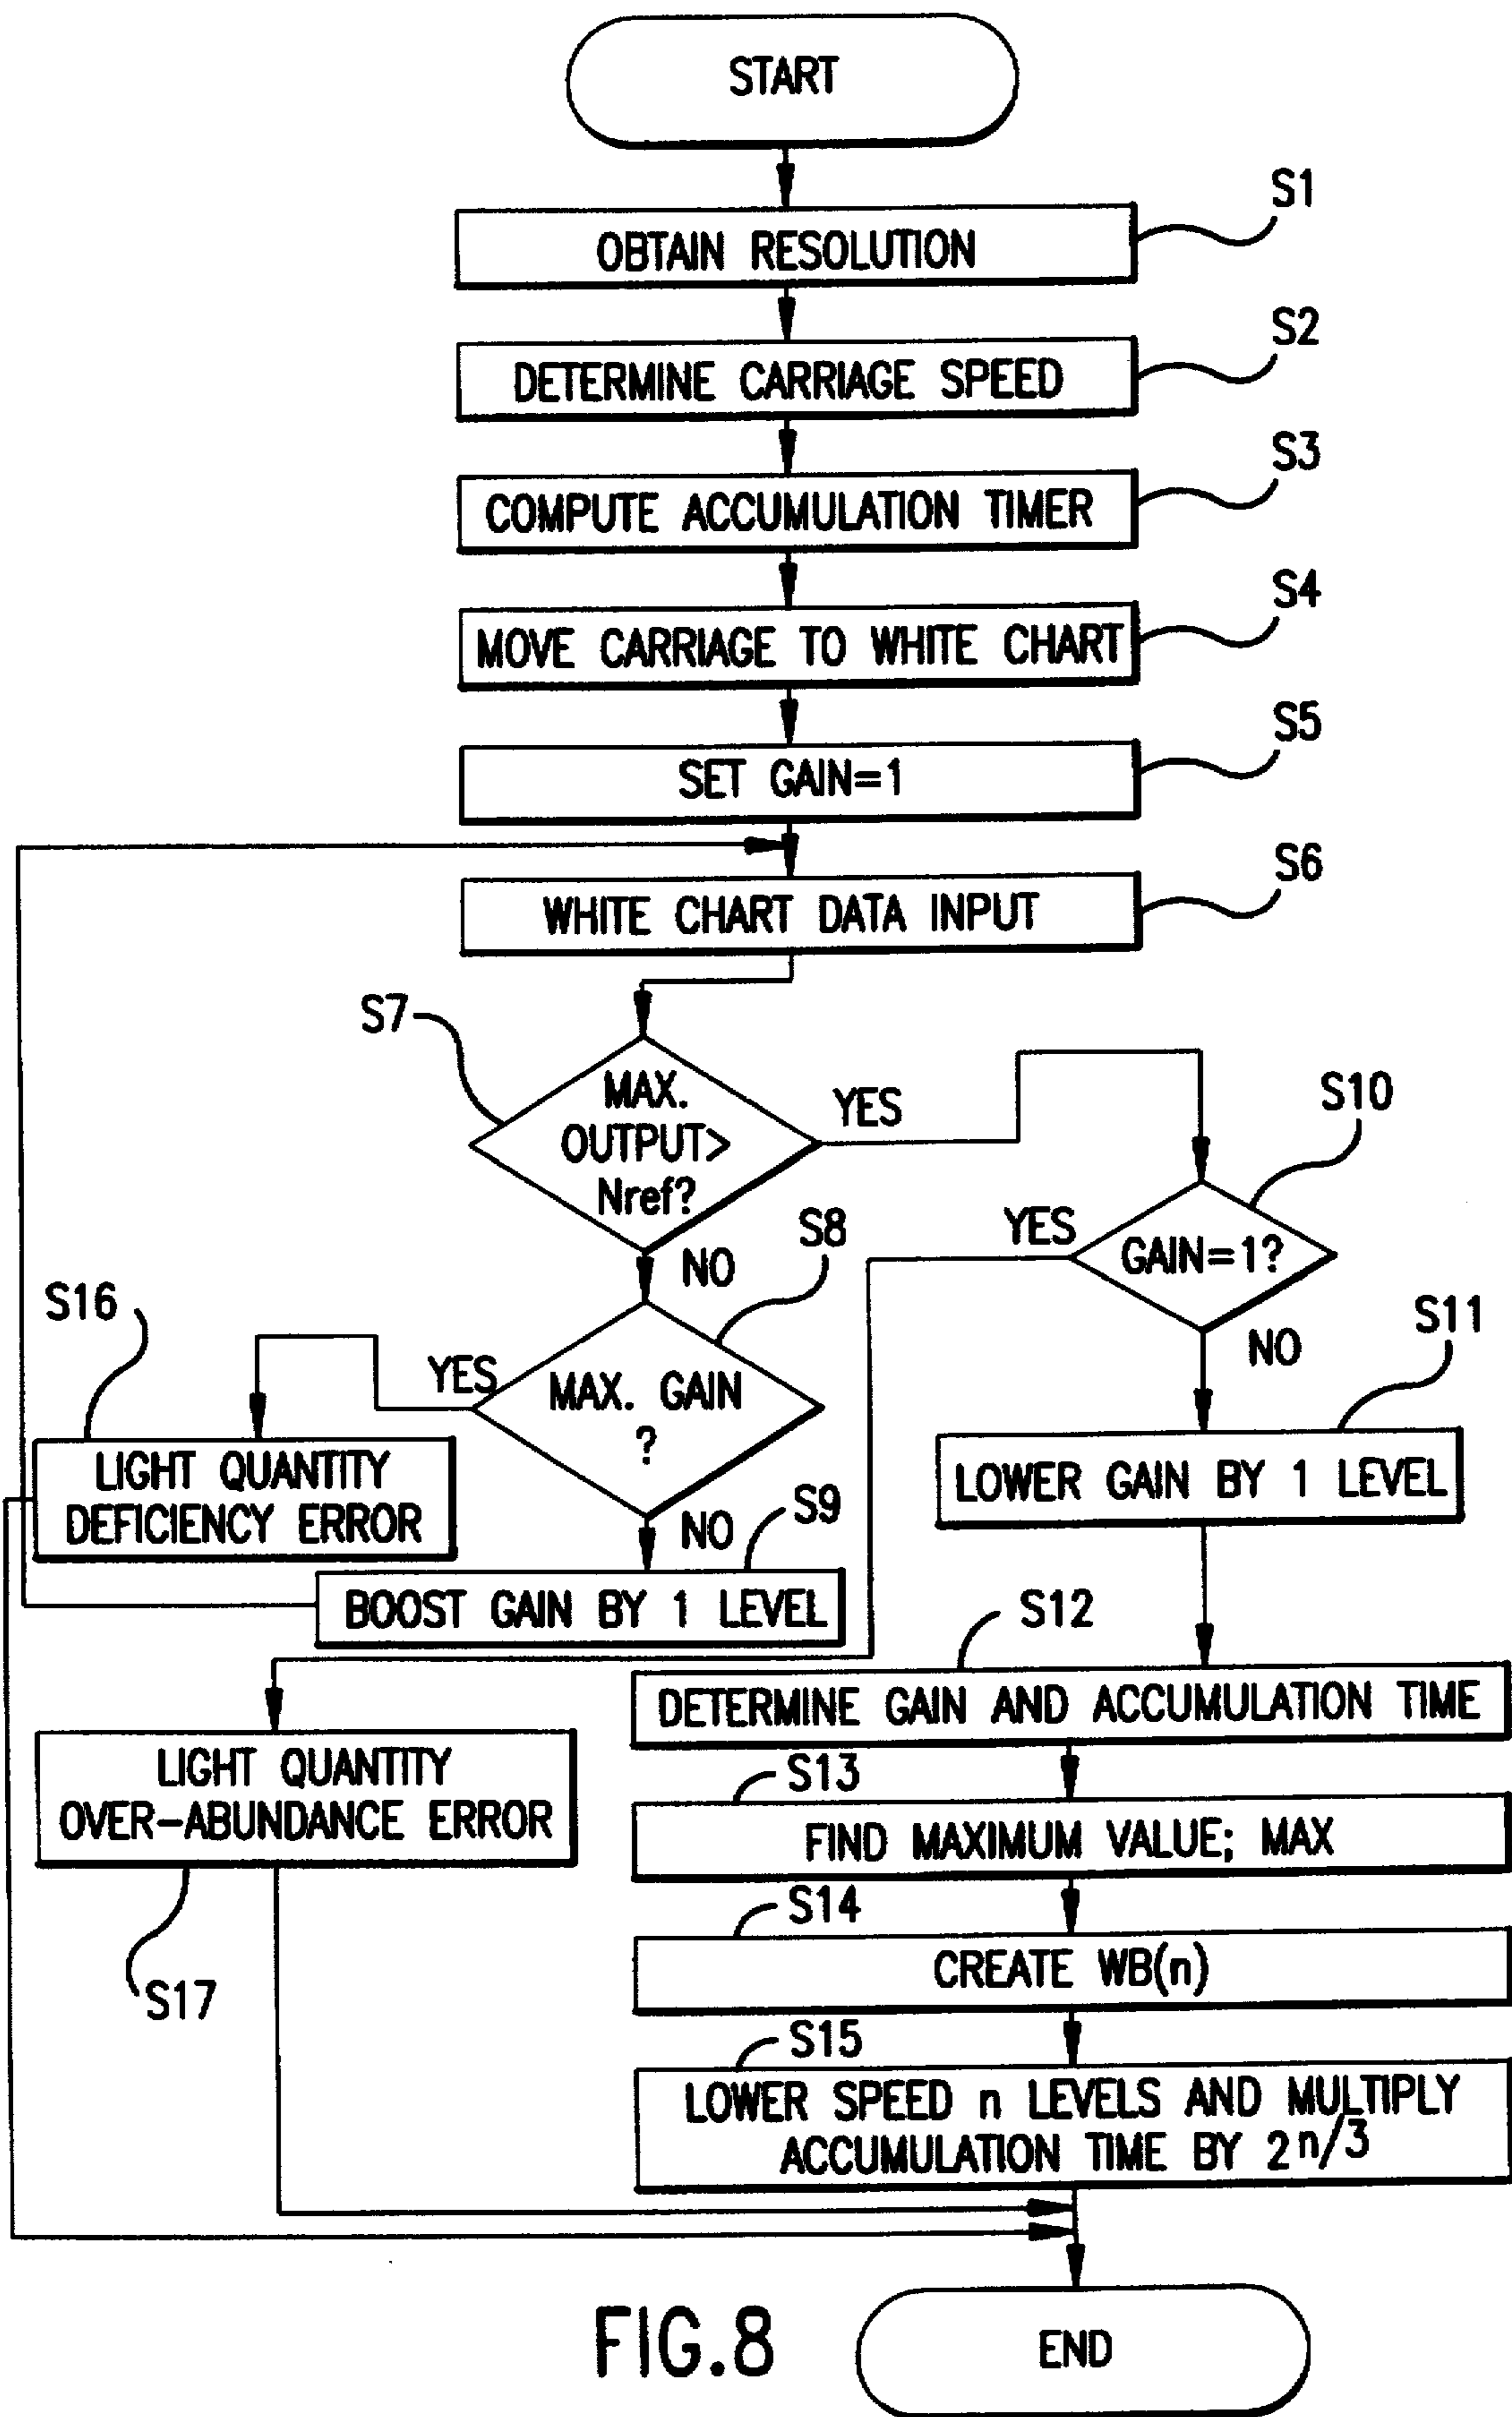 START
S1
OBTAIN RESOLUTION
S2
DETERMINE CARRIAGE SPEED
S3
COMPUTE ACCUMULATION TIMER
S4
MOVE CARRIAGE TO WHITE CHART
S5
SET GAIN=1
S6
WHITE CHART DATA INPUT
S7
MAX.
OUTPUT>
Nref?
YES
S10
YES
GAIN=1?
NO
S8
NO
S16
YES
MAX. GAIN
?
S11
LOWER GAIN BY 1 LEVEL
LIGHT QUANTITY
DEFICIENCY ERROR
NO
S9
BOOST GAIN BY 1 LEVEL
S12
DETERMINE GAIN AND ACCUMULATION TIME
LIGHT QUANTITY
OVER-ABUNDANCE ERROR
S13
FIND MAXIMUM VALUE; MAX
S14
CREATE WB(n)
S17
S15
LOWER SPEED n LEVELS AND MULTIPLY
ACCUMULATION TIME BY 2^n/3
END
FIG.8